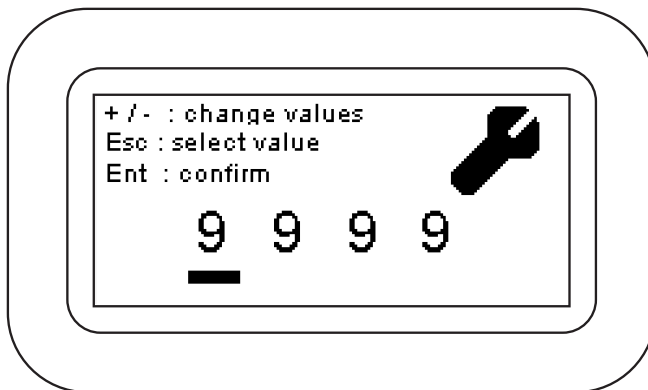 + / - : change values
Esc : select value
Ent : confirm
9 9 9 9